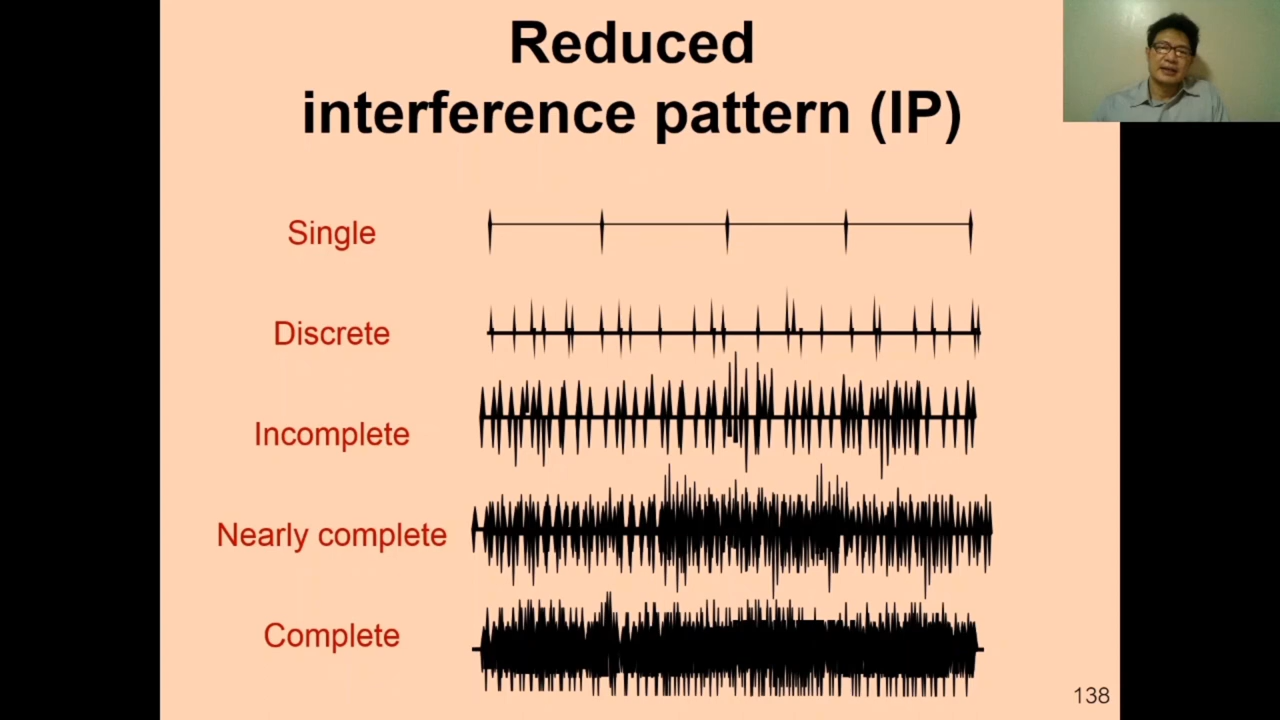 Reduced
interference pattern (IP)
Single
Discrete
Incomplete
Nearly complete
Complete
138